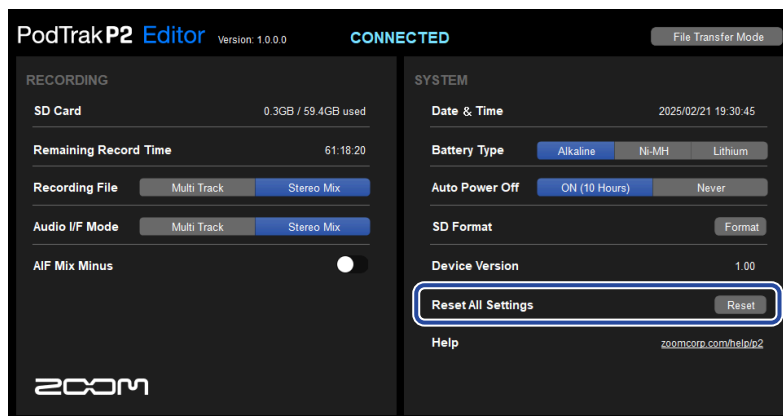 PodTrak P2 Editor Version: 1.0.0.0 CONNECTED File Transfer Mode
RECORDING
SD Card 0.3GB / 59.4GB used
Remaining Record Time 61:18:20
Recording File Multi Track Stereo Mix
Audio I/F Mode Multi Track Stereo Mix
AIF Mix Minus
ZOOM
SYSTEM
Date & Time 2025/02/21 19:30:45
Battery Type Alkaline Ni-MH Lithium
Auto Power Off ON (10 Hours) Never
SD Format Format
Device Version 1.00
Reset All Settings Reset
Help zoomcorp.com/help/p2